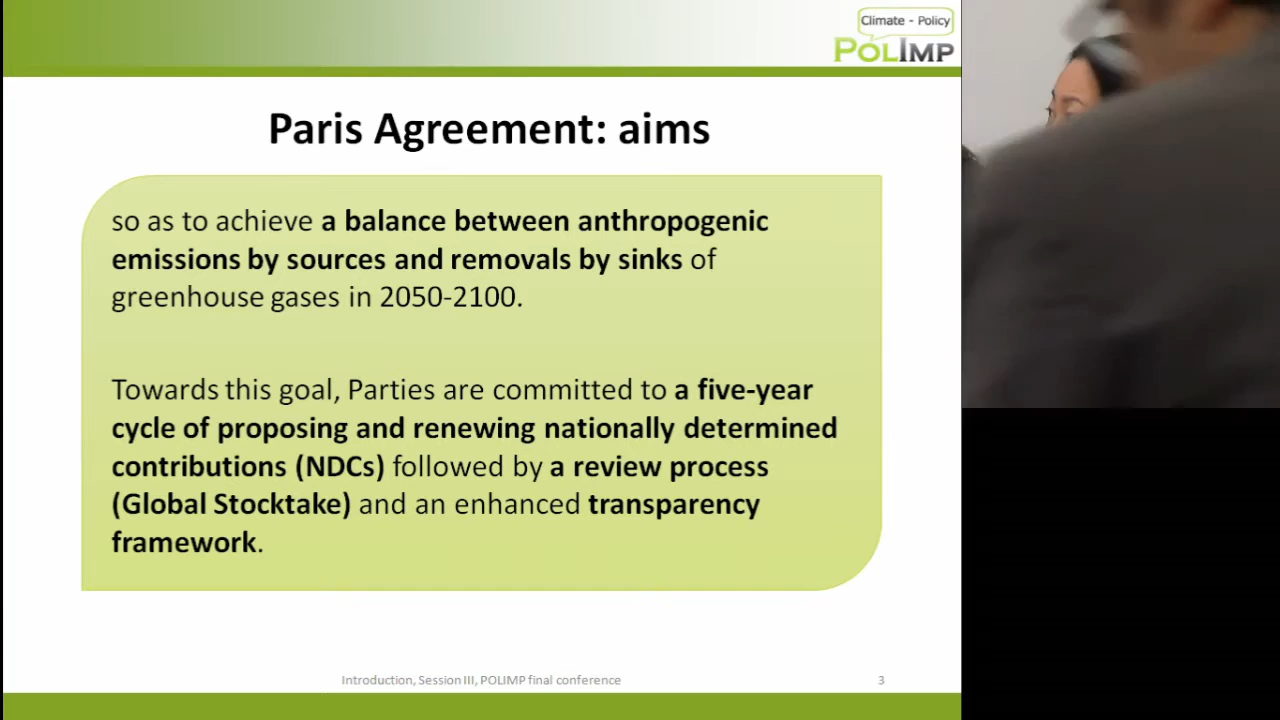 Climate - Policy
POLIMP
Paris Agreement: aims
so as to achieve a balance between anthropogenic
emissions by sources and removals by sinks of
greenhouse gases in 2050-2100.
Towards this goal, Parties are committed to a five-year
cycle of proposing and renewing nationally determined
contributions (NDCs) followed by a review process
(Global Stocktake) and an enhanced transparency
framework.
Introduction, Session III, POLIMP final conference
3